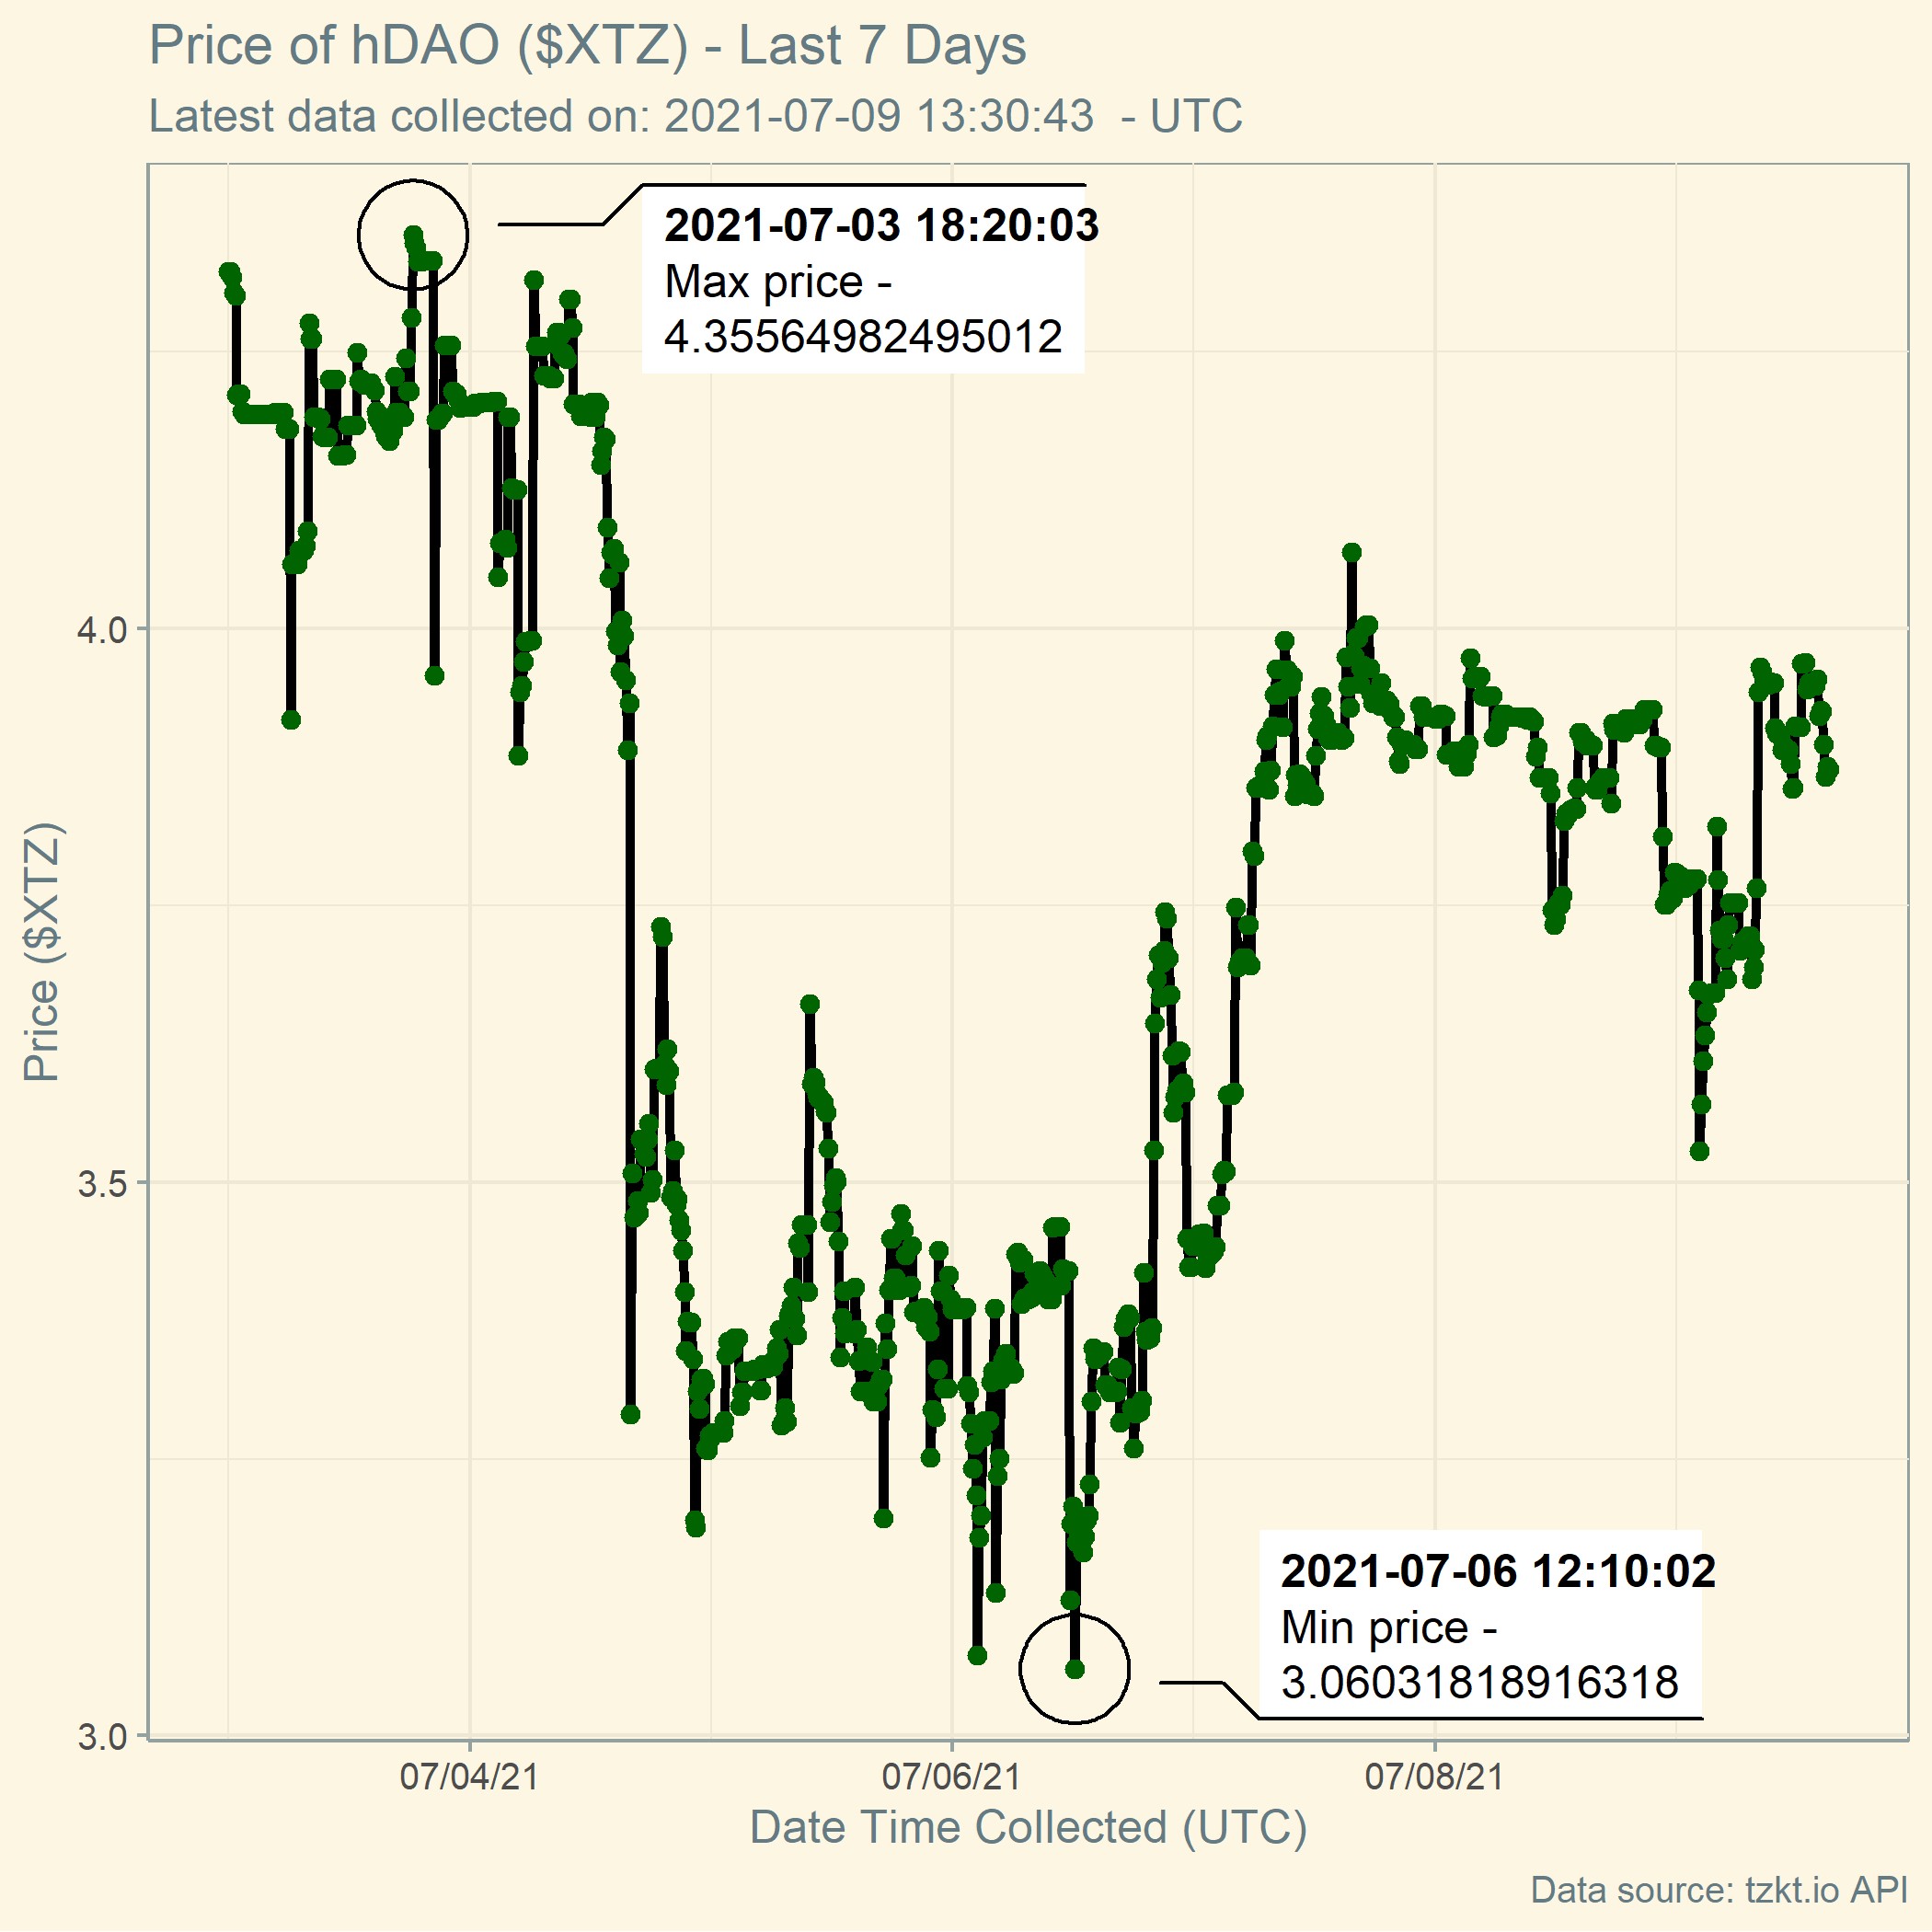 Price of hDAO ($XTZ) - Last 7 Days
Latest data collected on: 2021-07-09 13:30:43  - UTC
2021-07-03 18:20:03
Max price -
4.35564982495012
4.0
Price ($XTZ)
3.5
2021-07-06 12:10:02
Min price -
3.06031818916318
3.0
07/04/21
07/06/21
07/08/21
Date Time Collected (UTC)
Data source: tzkt.io API